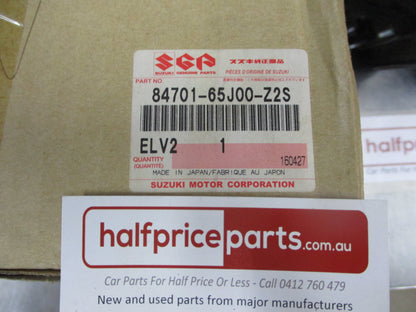 SGP
スズキ純正部品
SUZUKI GENUINE PARTS
PIÈCES D'ORIGINE DE SUZUKI
PART NO.
84701-65J00-Z2S
ELV2 1
QUANTITY
(QUANTITÉ)
160427
MADE IN JAPAN/FABRIQUÉ AU JAPON
SUZUKI MOTOR CORPORATION
halfpriceparts.com.au
Car Parts For Half Price Or Less - Call 0412 760 479
New and used parts from major manufacturers
halfp